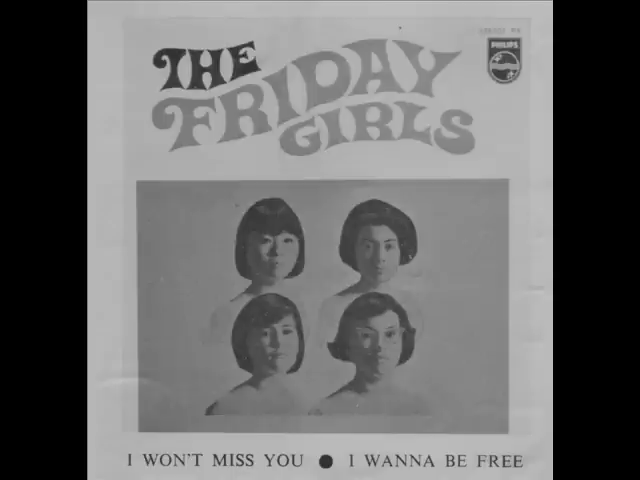 THE
FRIDAY
GIRLS
PHILIPS
I WON'T MISS YOU ● I WANNA BE FREE